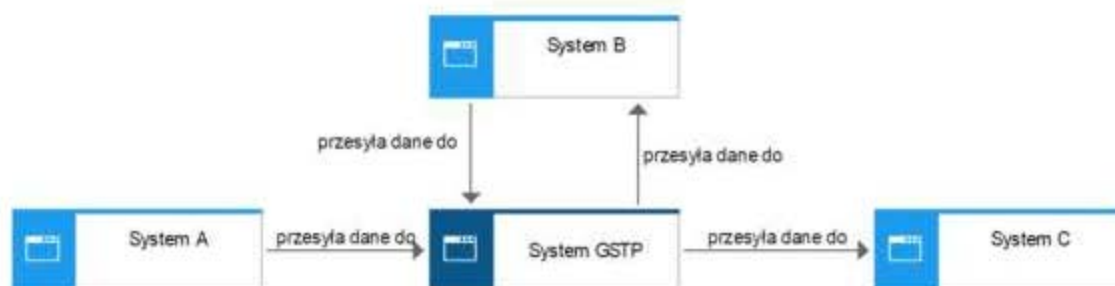 System B
przesyła dane do
przesyła dane do
System A
przesyła dane do
System GSTP
przesyła dane do
System C